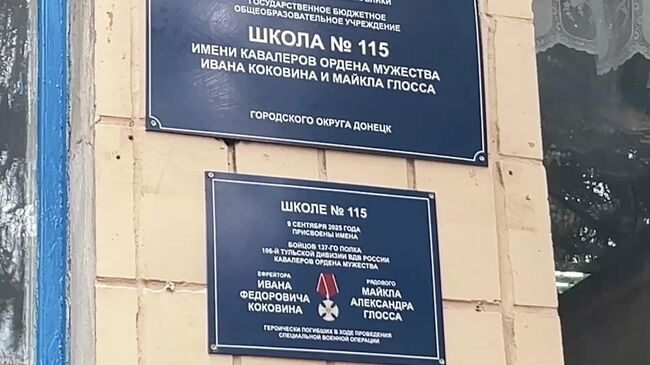 ГОСУДАРСТВЕННОЕ БЮДЖЕТНОЕ
ОБЩЕОБРАЗОВАТЕЛЬНОЕ УЧРЕЖДЕНИЕ
ШКОЛА № 115
ИМЕНИ КАВАЛЕРОВ ОРДЕНА МУЖЕСТВА
ИВАНА КОКОВИНА И МАЙКЛА ГЛОССА
ГОРОДСКОГО ОКРУГА ДОНЕЦК
ШКОЛЕ № 115
9 СЕНТЯБРЯ 2025 ГОДА
ПРИСВОЕНЫ ИМЕНА
БОЙЦОВ 137-ГО ПОЛКА
106-Й ТУЛЬСКОЙ ДИВИЗИИ ВДВ РОССИИ
КАВАЛЕРОВ ОРДЕНА МУЖЕСТВА
ЕФРЕЙТОРА
ИВАНА
ФЕДОРОВИЧА
КОКОВИНА
РЯДОВОГО
МАЙКЛА
АЛЕКСАНДРА
ГЛОССА
ГЕРОИЧЕСКИ ПОГИБШИХ В ХОДЕ ПРОВЕДЕНИЯ
СПЕЦИАЛЬНОЙ ВОЕННОЙ ОПЕРАЦИИ